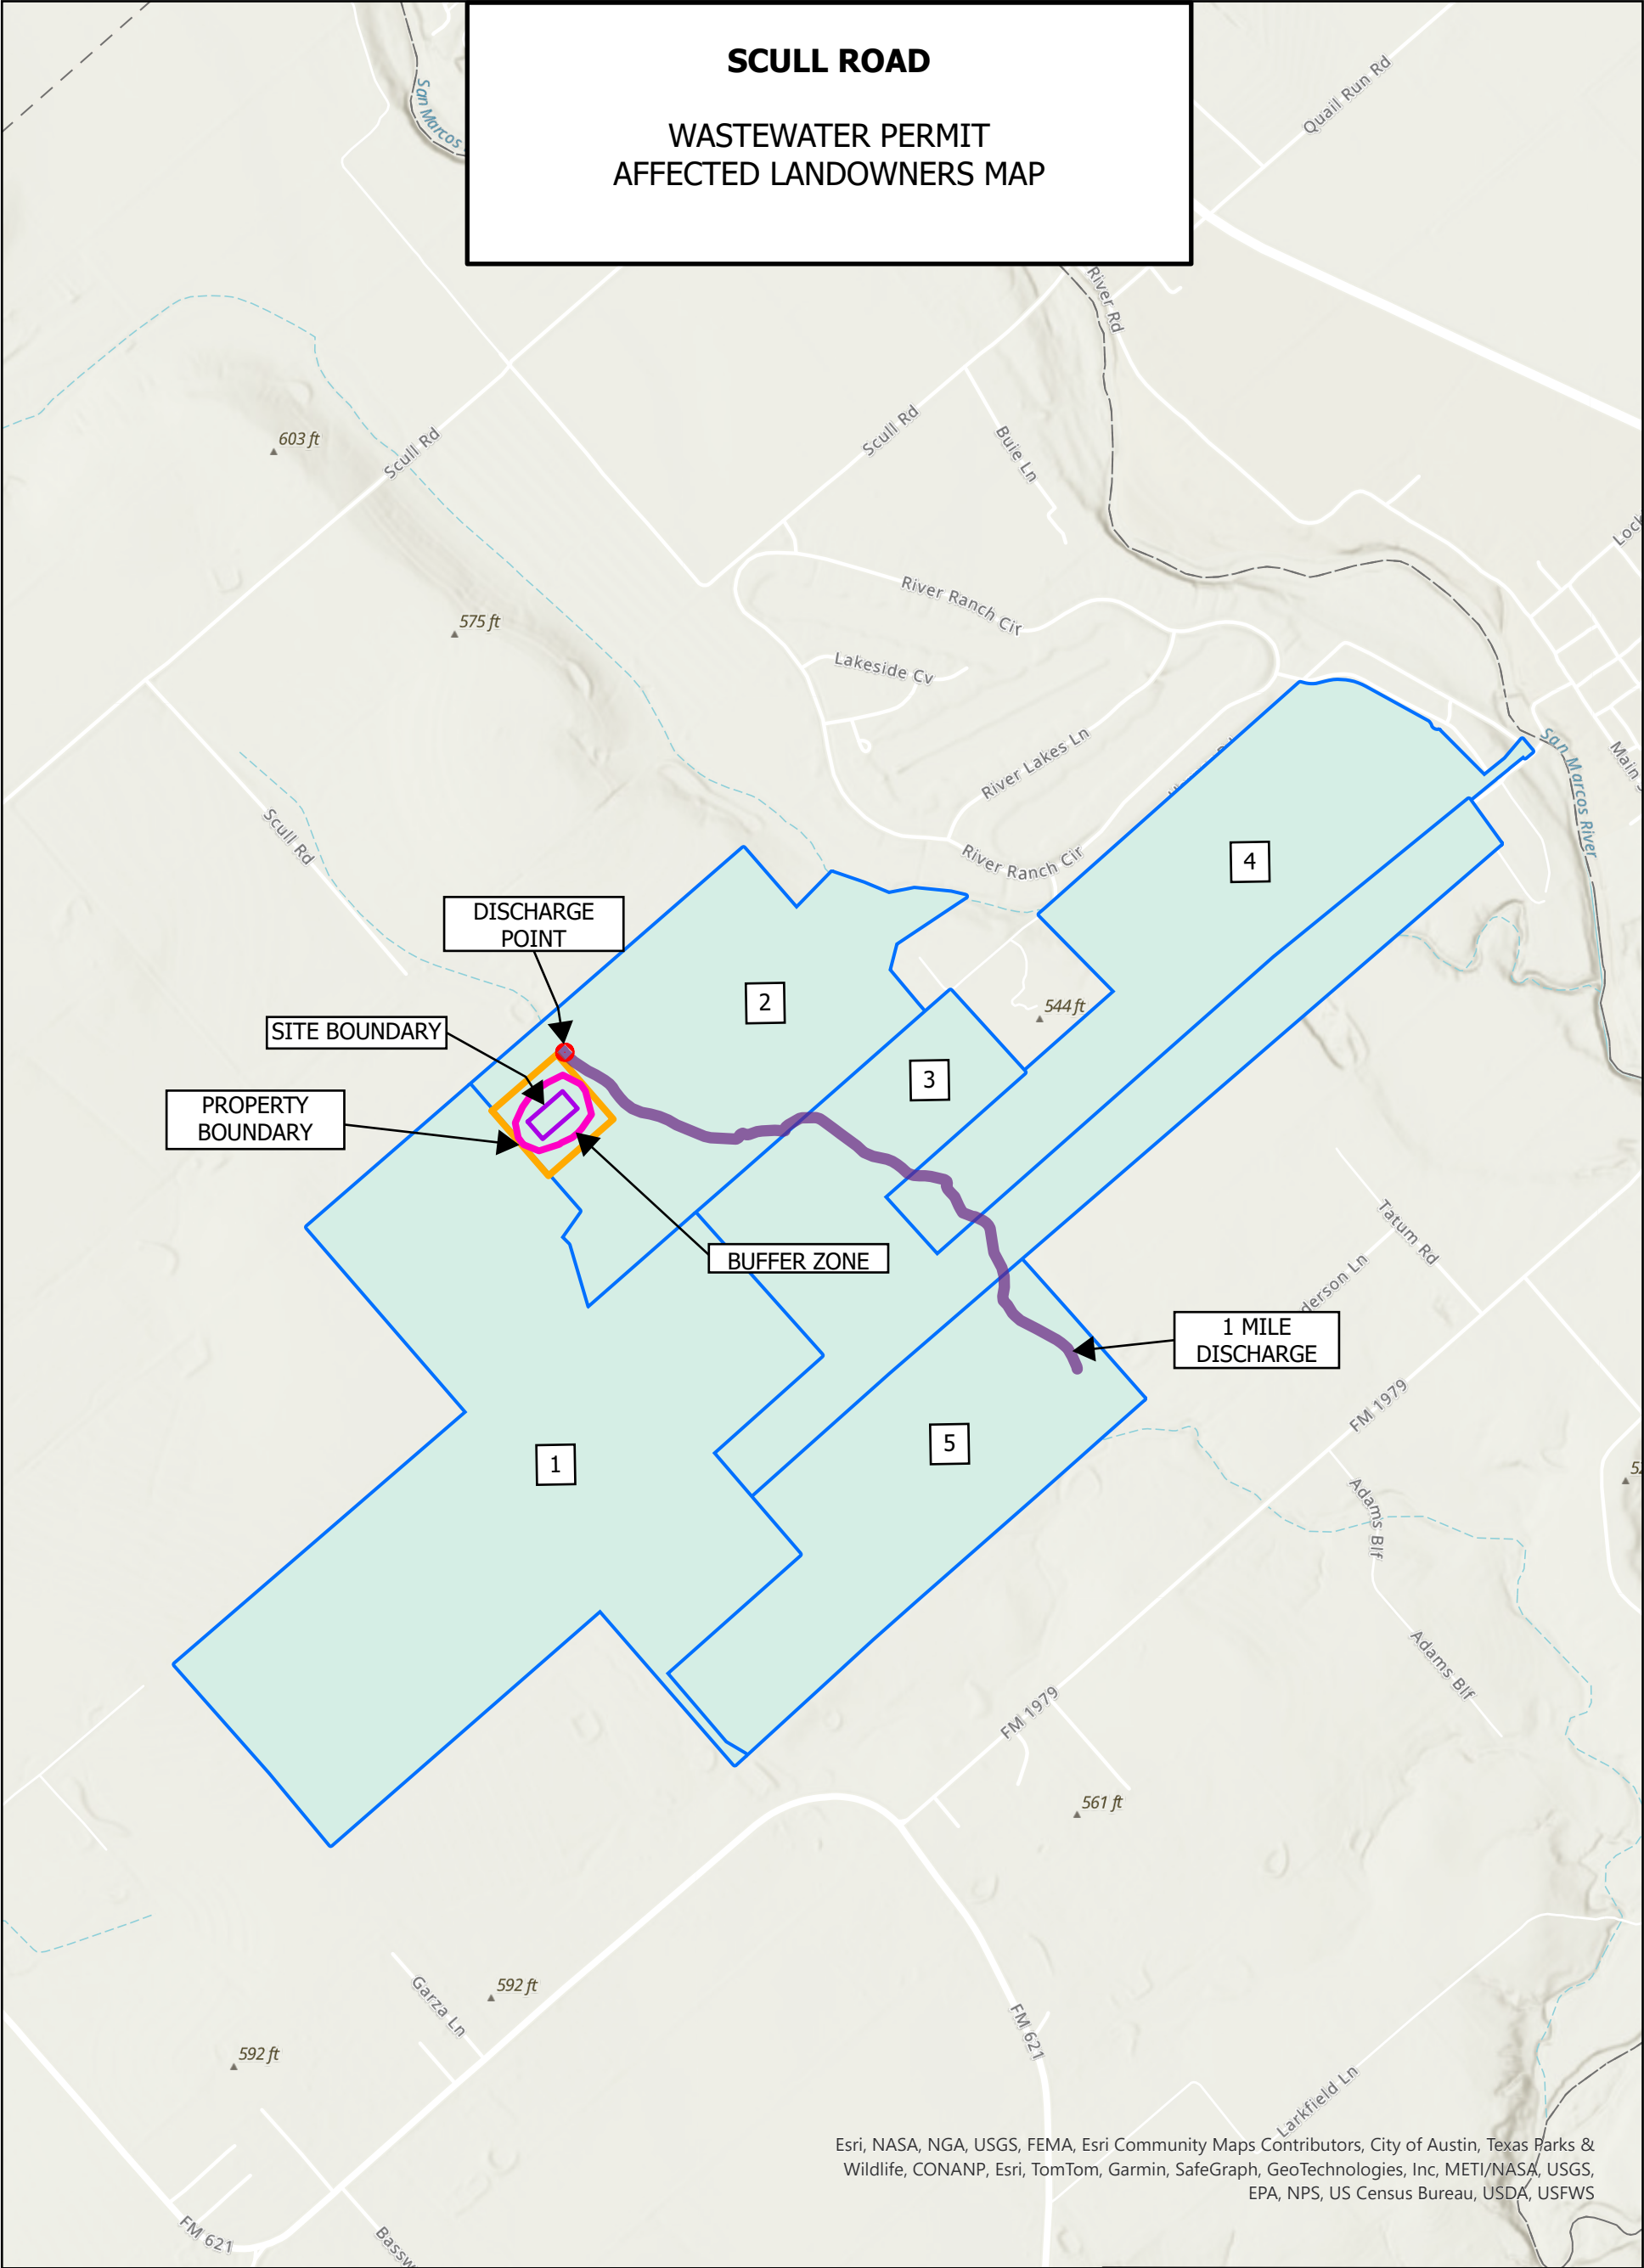 SCULL ROAD
WASTEWATER PERMIT
AFFECTED LANDOWNERS MAP
San Marcos
Quail Run Rd
River Rd
603 ft
Scull Rd
Scull Rd
Buie Ln
575 ft
River Ranch Cir
Lakeside Cv
River Lakes Ln
San Marcos River
Main
Scull Rd
River Ranch Cir
4
DISCHARGE
POINT
2
544 ft
SITE BOUNDARY
3
PROPERTY
BOUNDARY
BUFFER ZONE
Tatum Rd
derson Ln
1 MILE
DISCHARGE
FM 1979
5
1
Adams Blf
Adams Blf
FM 1979
561 ft
592 ft
Garza Ln
592 ft
FM 621
Larkfield Ln
FM 621
Bassw
Esri, NASA, NGA, USGS, FEMA, Esri Community Maps Contributors, City of Austin, Texas Parks &
Wildlife, CONANP, Esri, TomTom, Garmin, SafeGraph, GeoTechnologies, Inc, METI/NASA, USGS,
EPA, NPS, US Census Bureau, USDA, USFWS